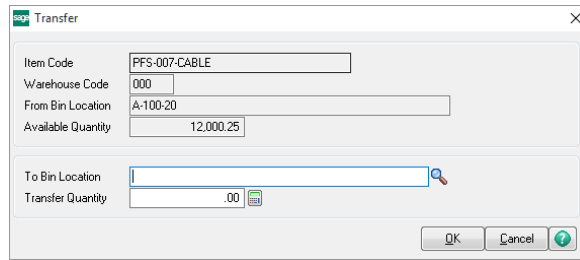 sage Transfer
Item Code PFS-007-CABLE
Warehouse Code 000
From Bin Location A-100-20
Available Quantity 12,000.25
To Bin Location
Transfer Quantity .00
OK Cancel ?